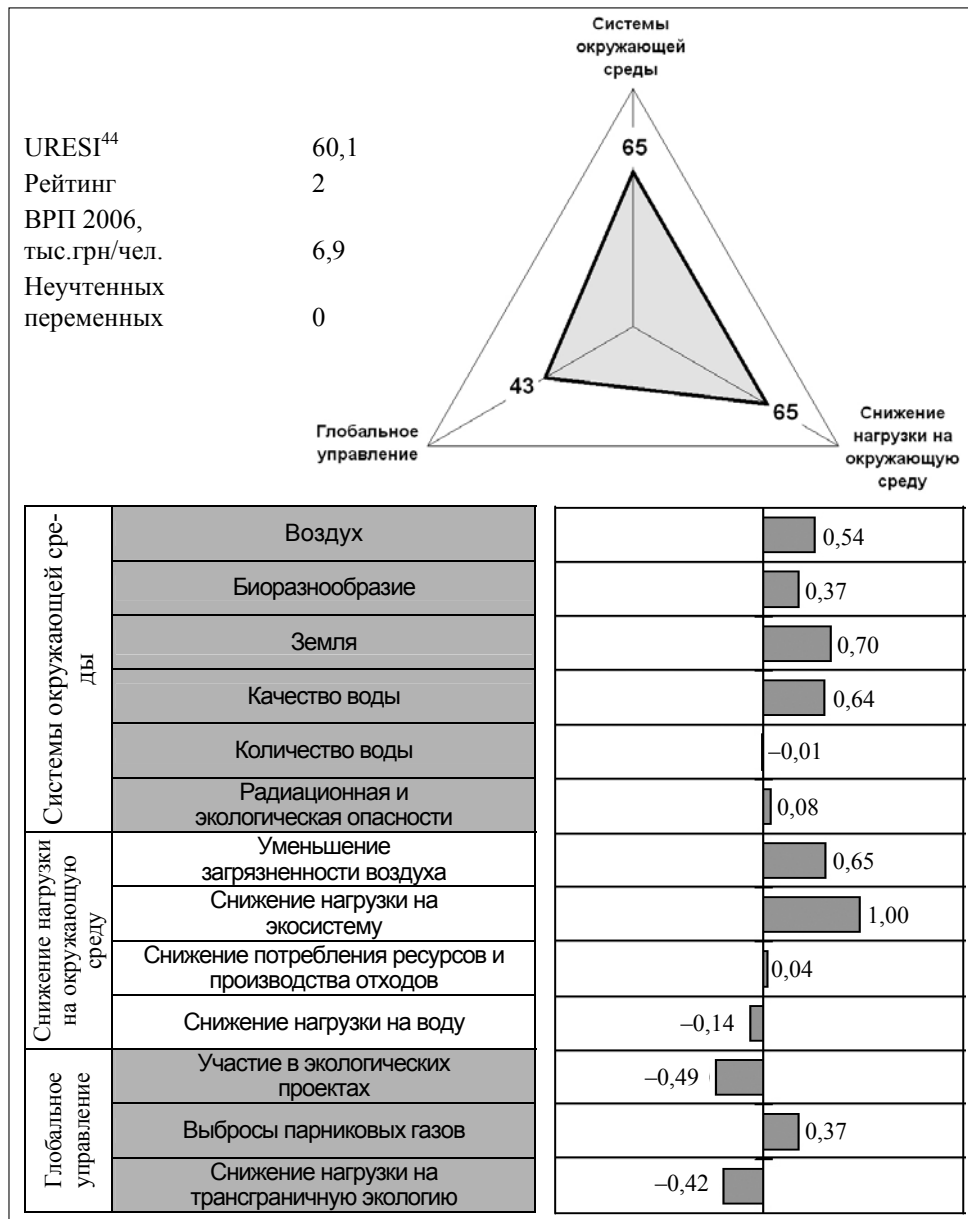 Системы
окружающей
среды
URESI44 60,1
Рейтинг 2
ВРП 2006,
тыс.грн/чел. 6,9
Неучтенных
переменных 0
65
43
65
Глобальное
управление
Снижение
нагрузки на
окружающую
среду
Системы окружающей сре-
ды
Воздух 0,54
Биоразнообразие 0,37
Земля 0,70
Качество воды 0,64
Количество воды –0,01
Радиационная и
экологическая опасности 0,08
Снижение нагрузки
на окружающую
среду
Уменьшение
загрязненности воздуха 0,65
Снижение нагрузки на
экосистему 1,00
Снижение потребления ресурсов и
производства отходов 0,04
Снижение нагрузки на воду –0,14
Глобальное
управление
Участие в экологических
проектах –0,49
Выбросы парниковых газов 0,37
Снижение нагрузки на
трансграничную экологию –0,42